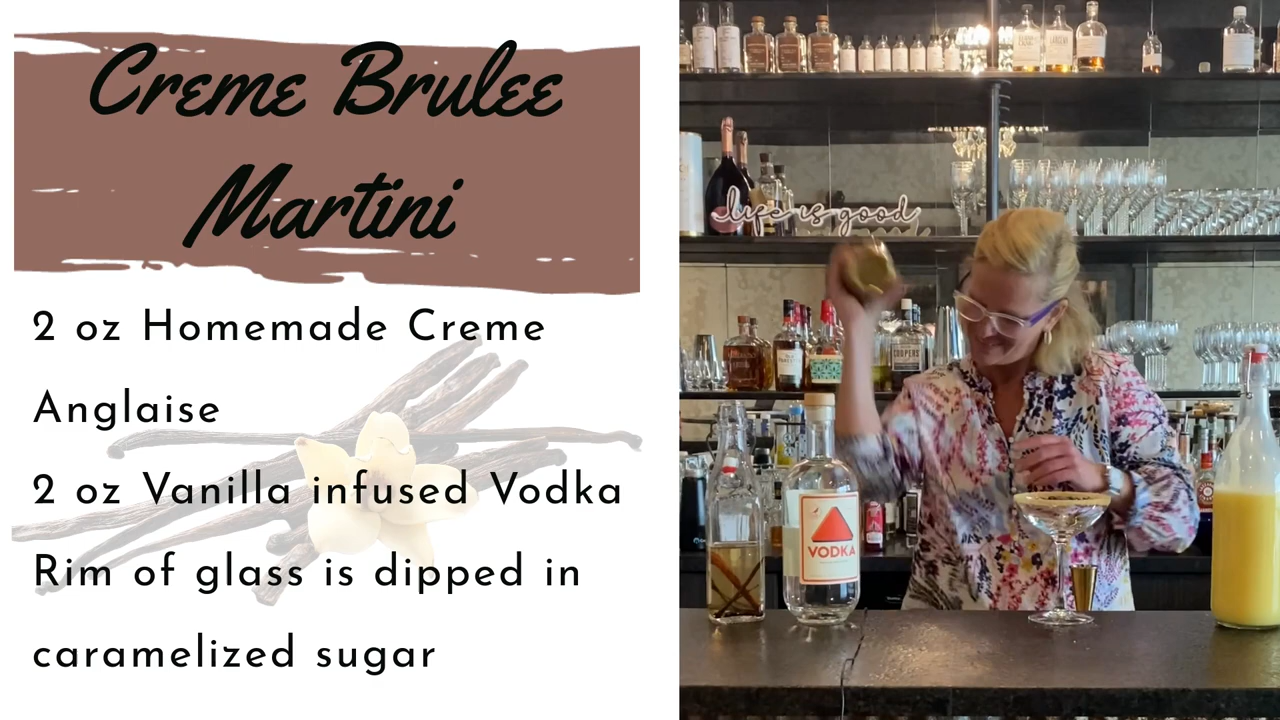 Creme Brulee
Martini
2 oz Homemade Creme
Anglaise
2 oz Vanilla infused Vodka
Rim of glass is dipped in
caramelized sugar
life is good
COOPERS'
VODKA